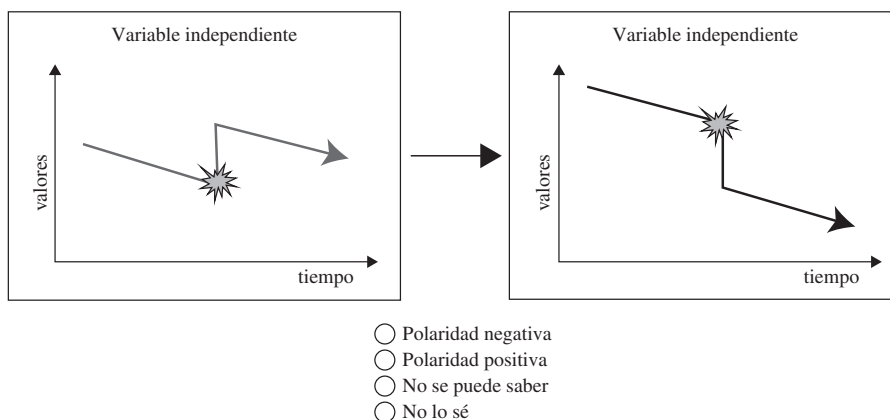 Variable independiente
valores
tiempo
Variable independiente
valores
tiempo
Polaridad negativa
Polaridad positiva
No se puede saber
No lo sé